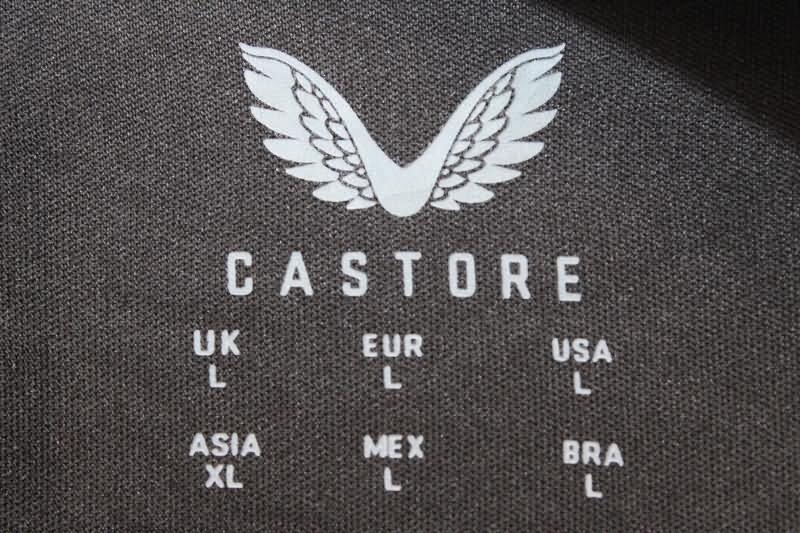 CASTORE
UK EUR USA
L L L
ASIA MEX BRA
XL L L